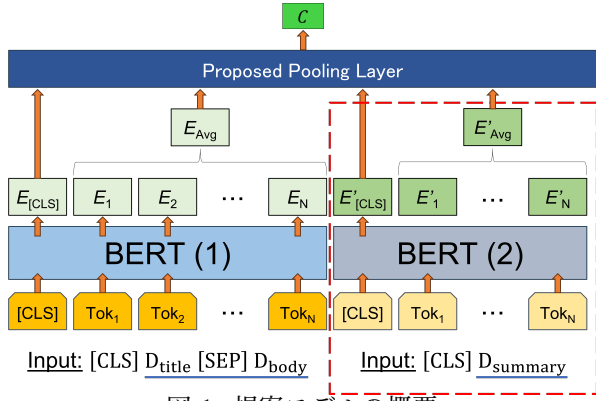 C
Proposed Pooling Layer
E_Avg E'_Avg
E_[CLS] E_1 E_2 … E_N E'_[CLS] E'_1 … E'_N
BERT (1) BERT (2)
[CLS] Tok_1 Tok_2 … Tok_N [CLS] Tok_1 … Tok_N
Input: [CLS] D_title [SEP] D_body Input: [CLS] D_summary